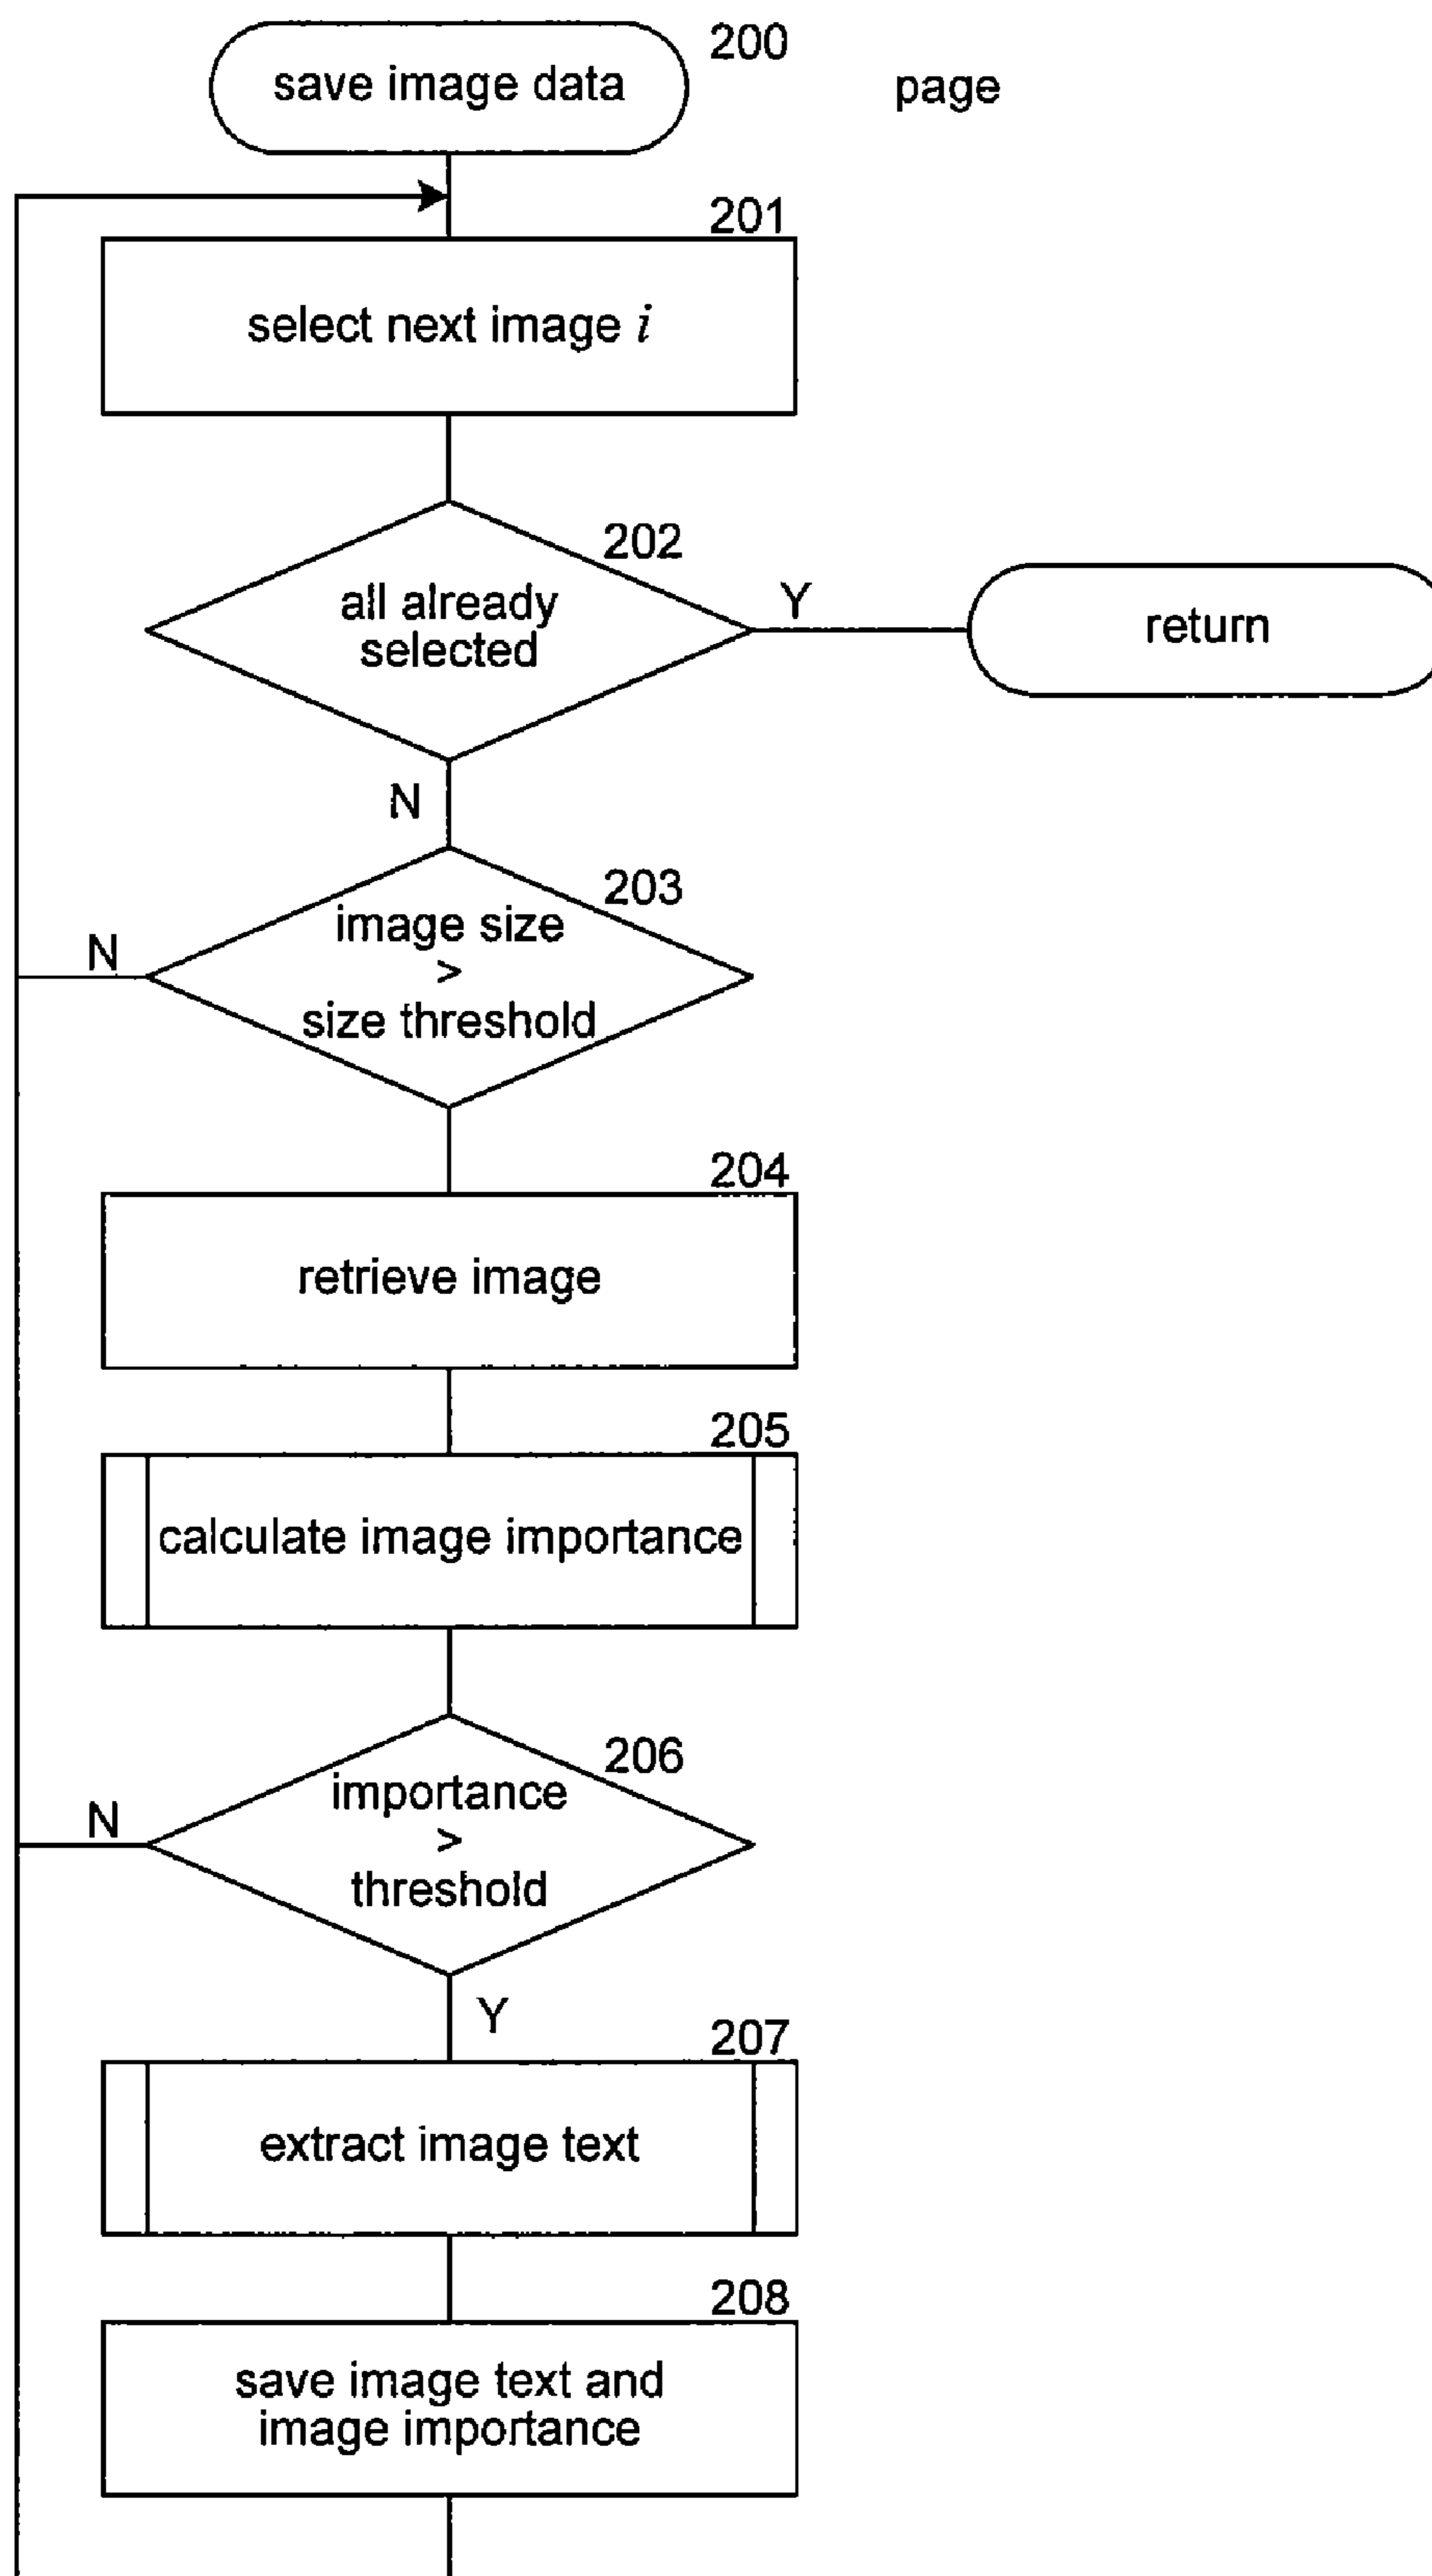 200
save image data
page
201
select next image i
202
all already
selected
Y
return
N
203
image size
>
size threshold
N
204
retrieve image
205
calculate image importance
206
importance
>
threshold
N
Y
207
extract image text
208
save image text and
image importance